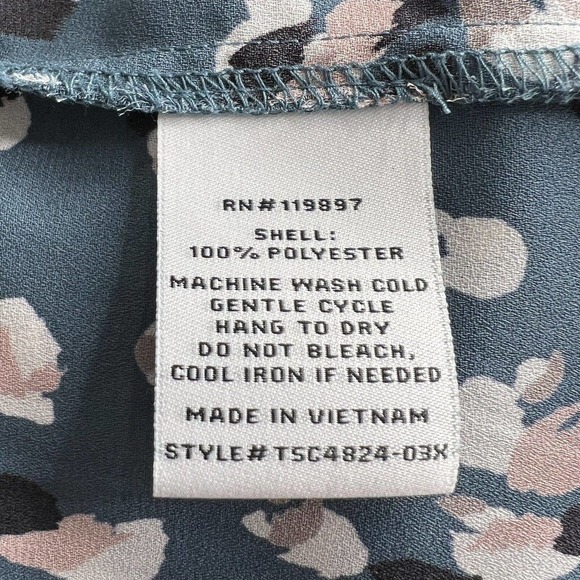 RN#119897
SHELL:
100% POLYESTER
MACHINE WASH COLD
GENTLE CYCLE
HANG TO DRY
DO NOT BLEACH,
COOL IRON IF NEEDED
MADE IN VIETNAM
STYLE# TSC4824-03X